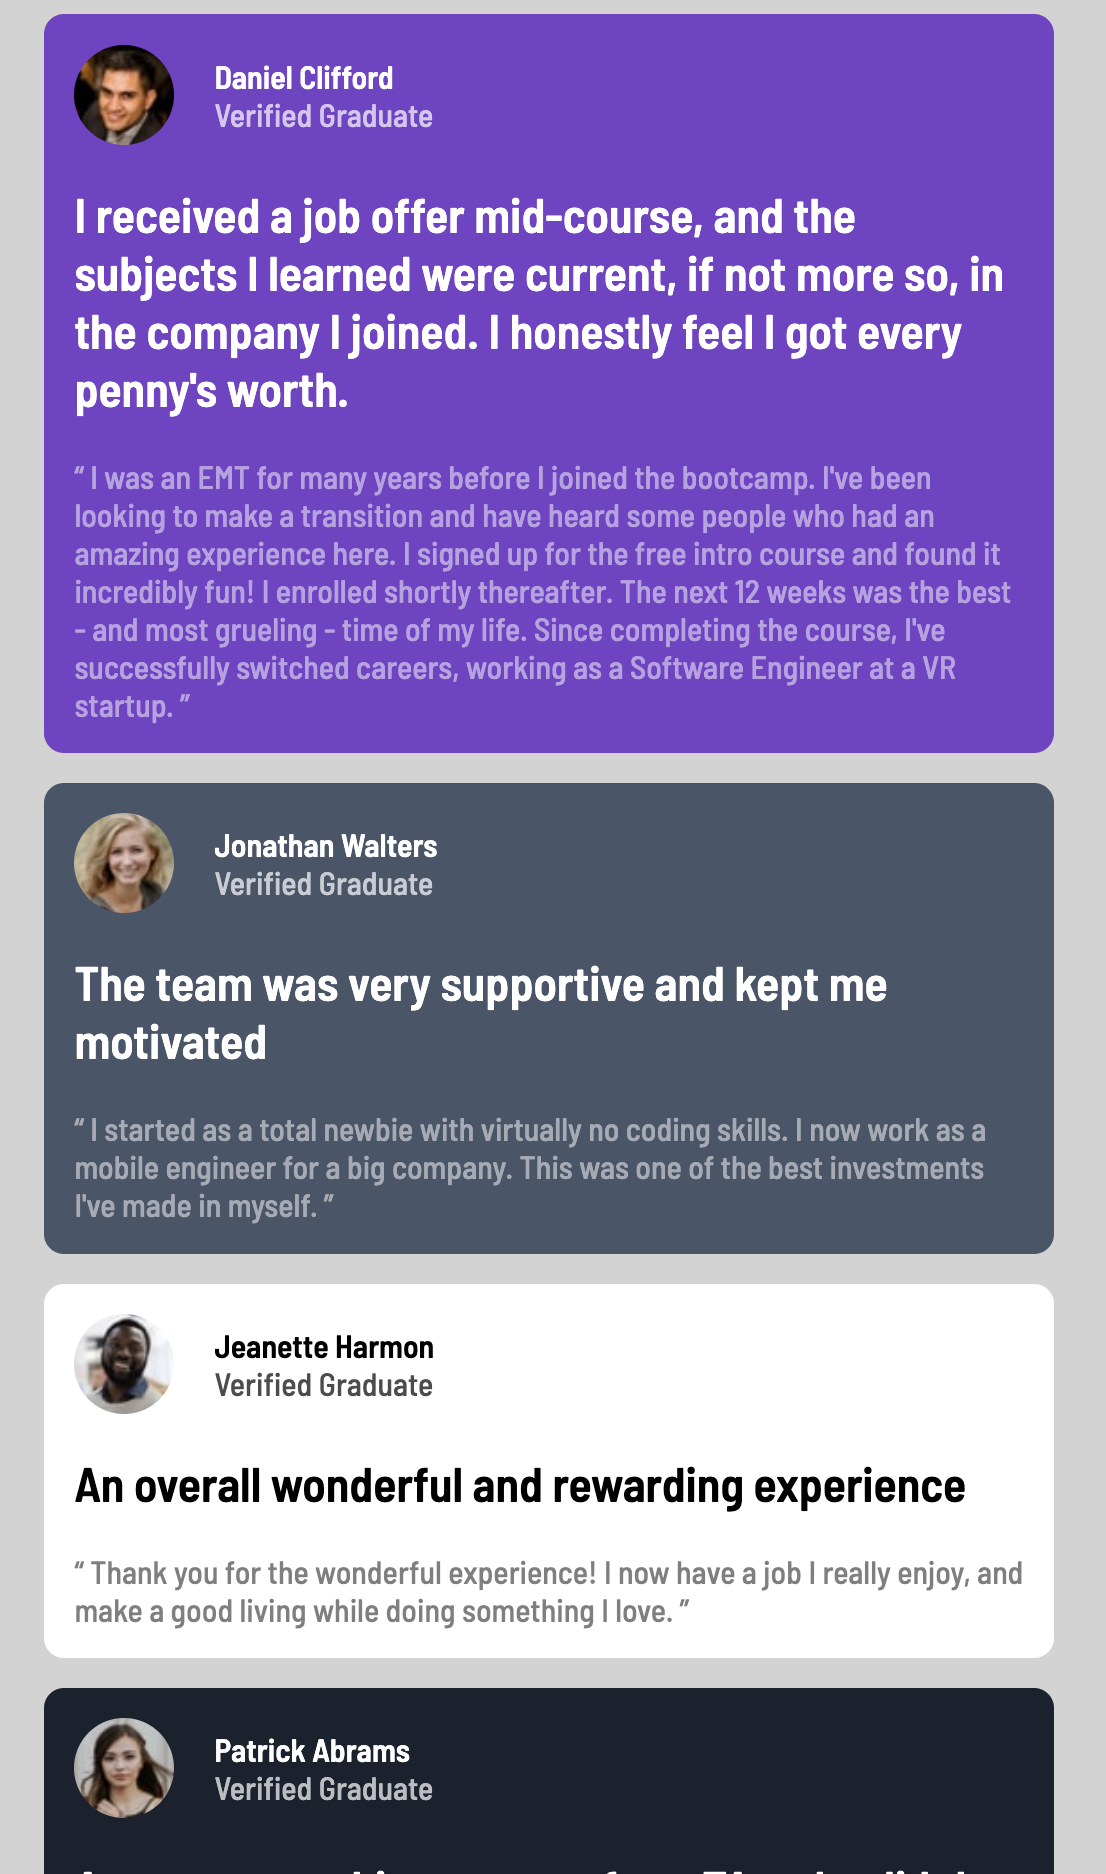 Daniel Clifford
Verified Graduate
I received a job offer mid-course, and the
subjects I learned were current, if not more so, in
the company I joined. I honestly feel I got every
penny's worth.
“ I was an EMT for many years before I joined the bootcamp. I've been
looking to make a transition and have heard some people who had an
amazing experience here. I signed up for the free intro course and found it
incredibly fun! I enrolled shortly thereafter. The next 12 weeks was the best
- and most grueling - time of my life. Since completing the course, I've
successfully switched careers, working as a Software Engineer at a VR
startup. ”
Jonathan Walters
Verified Graduate
The team was very supportive and kept me
motivated
“ I started as a total newbie with virtually no coding skills. I now work as a
mobile engineer for a big company. This was one of the best investments
I've made in myself. ”
Jeanette Harmon
Verified Graduate
An overall wonderful and rewarding experience
“ Thank you for the wonderful experience! I now have a job I really enjoy, and
make a good living while doing something I love. ”
Patrick Abrams
Verified Graduate